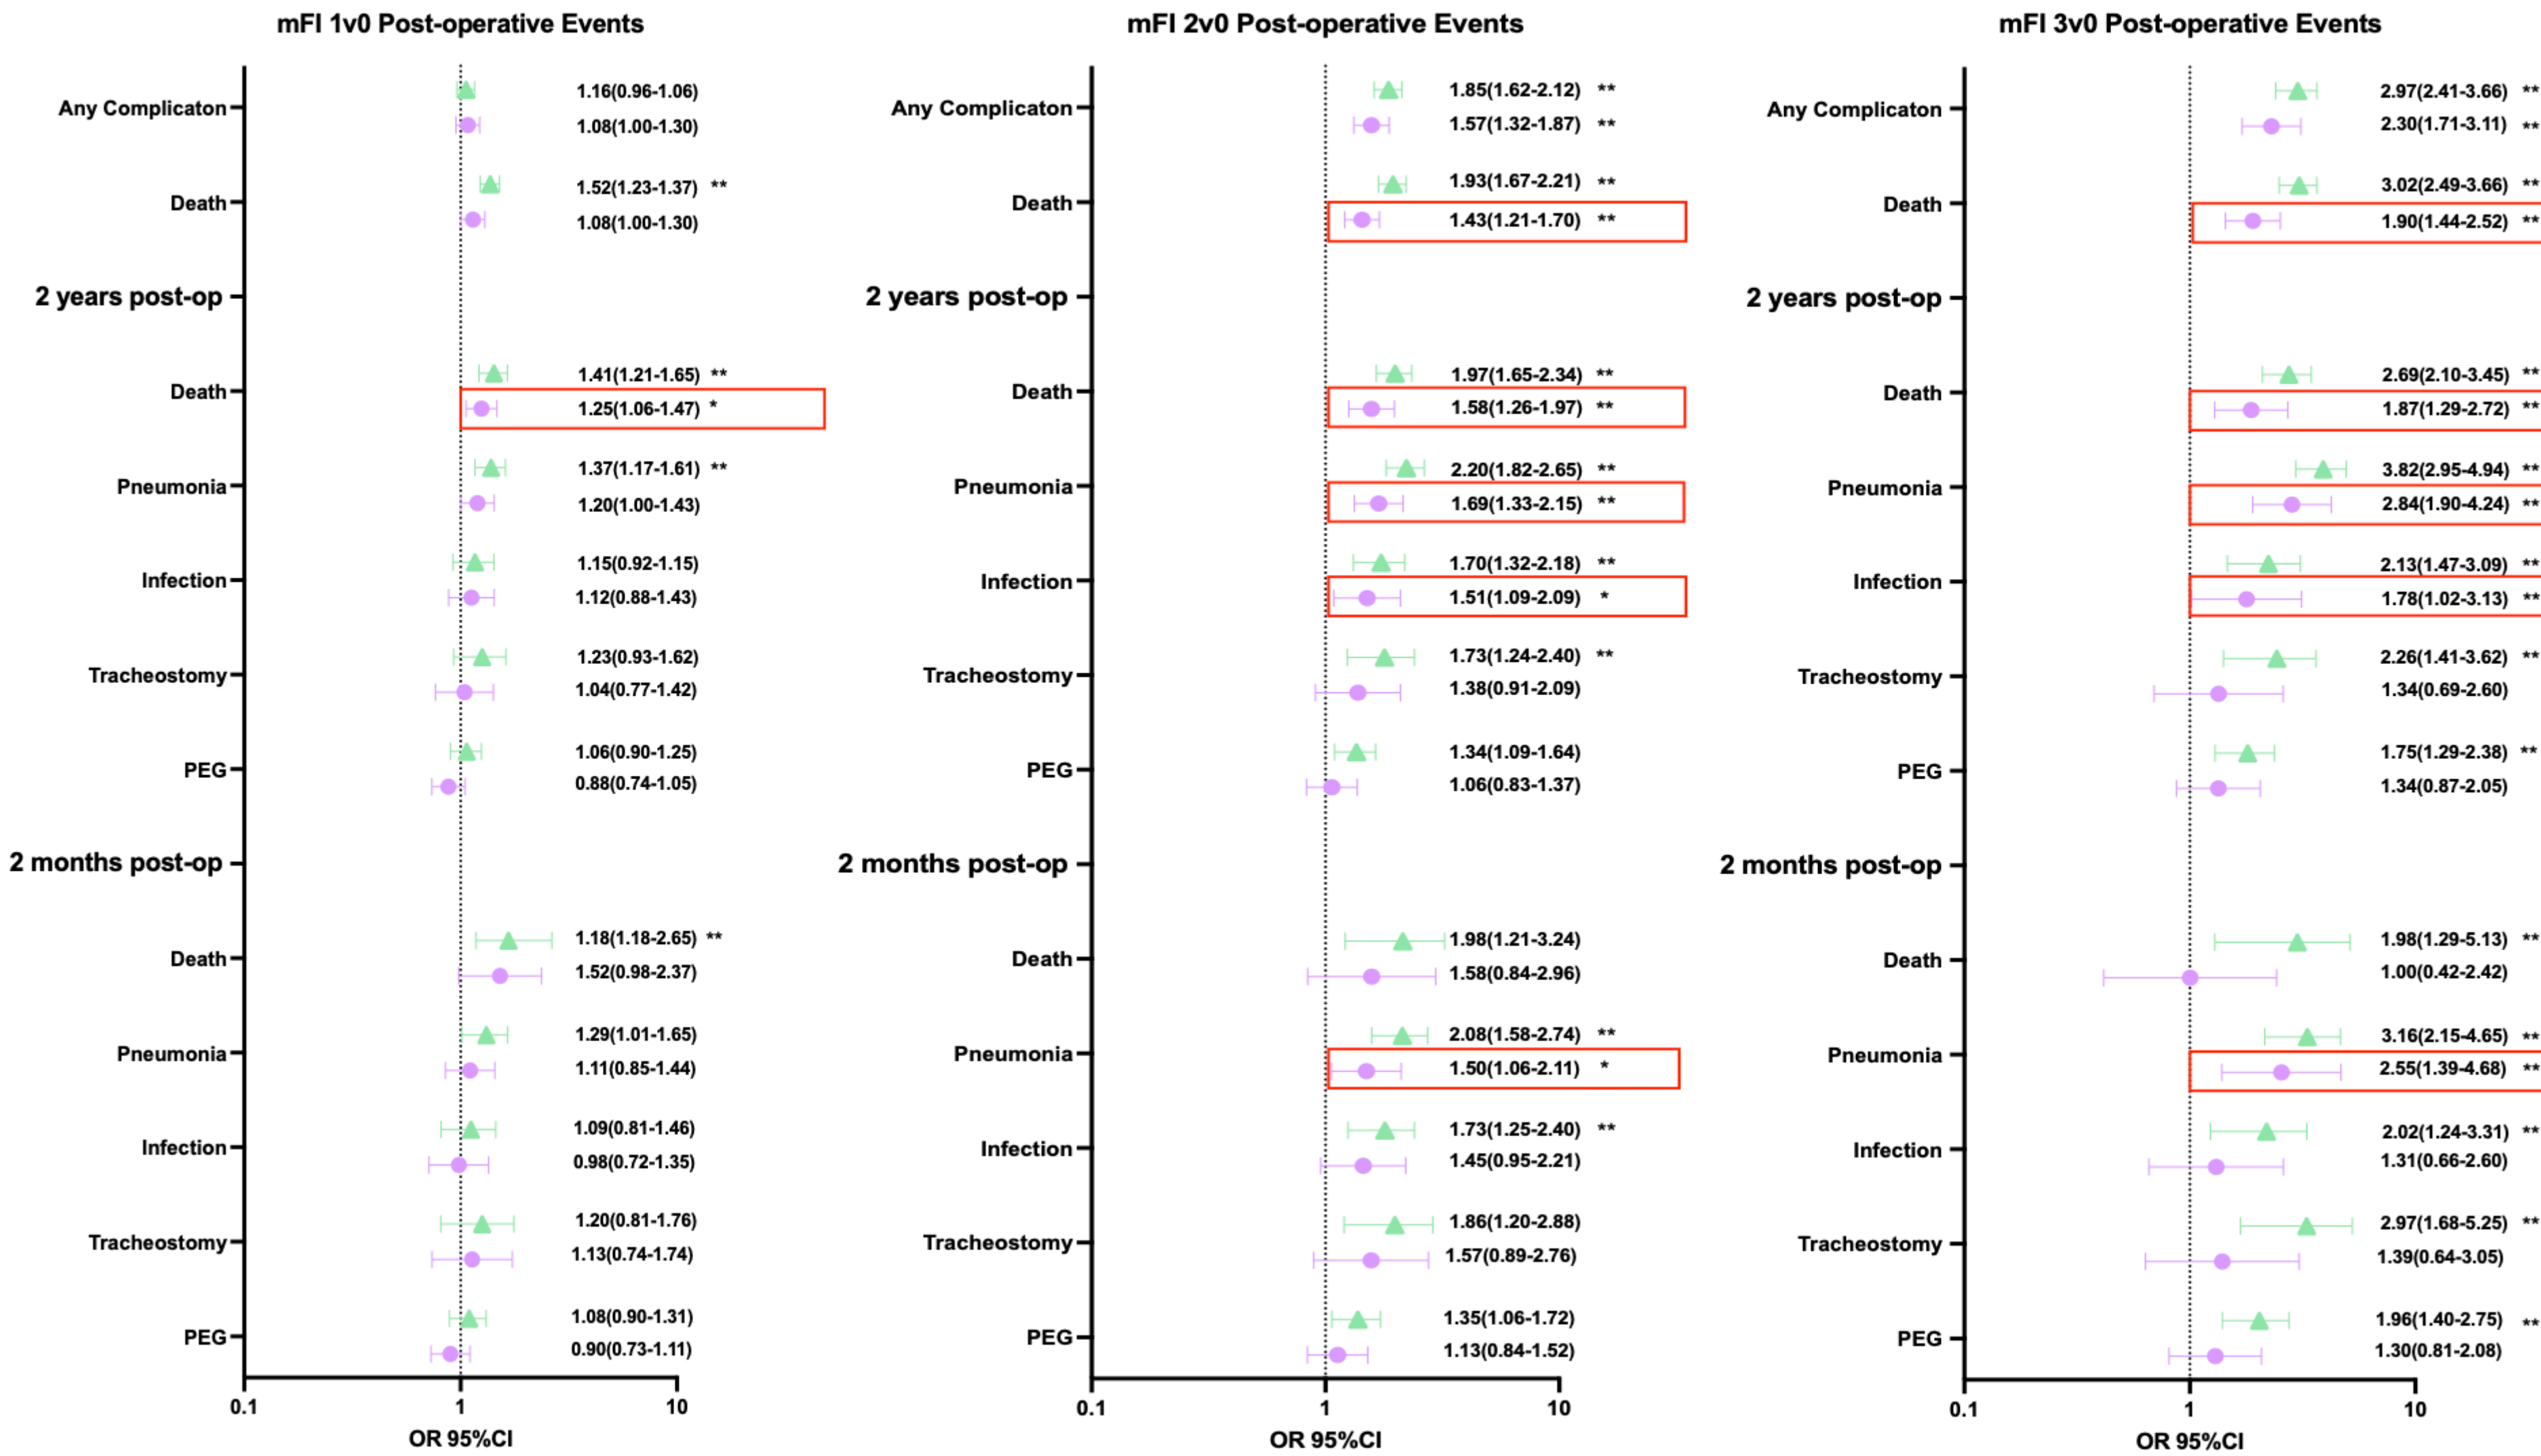 mFI 1v0 Post-operative Events
Any Complicaton
1.16(0.96-1.06)
1.08(1.00-1.30)
Death
1.52(1.23-1.37) **
1.08(1.00-1.30)
2 years post-op
Death
1.41(1.21-1.65) **
1.25(1.06-1.47) *
Pneumonia
1.37(1.17-1.61) **
1.20(1.00-1.43)
Infection
1.15(0.92-1.15)
1.12(0.88-1.43)
Tracheostomy
1.23(0.93-1.62)
1.04(0.77-1.42)
PEG
1.06(0.90-1.25)
0.88(0.74-1.05)
2 months post-op
Death
1.18(1.18-2.65) **
1.52(0.98-2.37)
Pneumonia
1.29(1.01-1.65)
1.11(0.85-1.44)
Infection
1.09(0.81-1.46)
0.98(0.72-1.35)
Tracheostomy
1.20(0.81-1.76)
1.13(0.74-1.74)
PEG
1.08(0.90-1.31)
0.90(0.73-1.11)
0.1 1 10
OR 95%CI
mFI 2v0 Post-operative Events
Any Complicaton
1.85(1.62-2.12) **
1.57(1.32-1.87) **
Death
1.93(1.67-2.21) **
1.43(1.21-1.70) **
2 years post-op
Death
1.97(1.65-2.34) **
1.58(1.26-1.97) **
Pneumonia
2.20(1.82-2.65) **
1.69(1.33-2.15) **
Infection
1.70(1.32-2.18) **
1.51(1.09-2.09) *
Tracheostomy
1.73(1.24-2.40) **
1.38(0.91-2.09)
PEG
1.34(1.09-1.64)
1.06(0.83-1.37)
2 months post-op
Death
1.98(1.21-3.24)
1.58(0.84-2.96)
Pneumonia
2.08(1.58-2.74) **
1.50(1.06-2.11) *
Infection
1.73(1.25-2.40) **
1.45(0.95-2.21)
Tracheostomy
1.86(1.20-2.88)
1.57(0.89-2.76)
PEG
1.35(1.06-1.72)
1.13(0.84-1.52)
0.1 1 10
OR 95%CI
mFI 3v0 Post-operative Events
Any Complicaton
2.97(2.41-3.66) **
2.30(1.71-3.11) **
Death
3.02(2.49-3.66) **
1.90(1.44-2.52) **
2 years post-op
Death
2.69(2.10-3.45) **
1.87(1.29-2.72) **
Pneumonia
3.82(2.95-4.94) **
2.84(1.90-4.24) **
Infection
2.13(1.47-3.09) **
1.78(1.02-3.13) **
Tracheostomy
2.26(1.41-3.62) **
1.34(0.69-2.60)
PEG
1.75(1.29-2.38) **
1.34(0.87-2.05)
2 months post-op
Death
1.98(1.29-5.13) **
1.00(0.42-2.42)
Pneumonia
3.16(2.15-4.65) **
2.55(1.39-4.68) **
Infection
2.02(1.24-3.31) **
1.31(0.66-2.60)
Tracheostomy
2.97(1.68-5.25) **
1.39(0.64-3.05)
PEG
1.96(1.40-2.75) **
1.30(0.81-2.08)
0.1 1 10
OR 95%CI